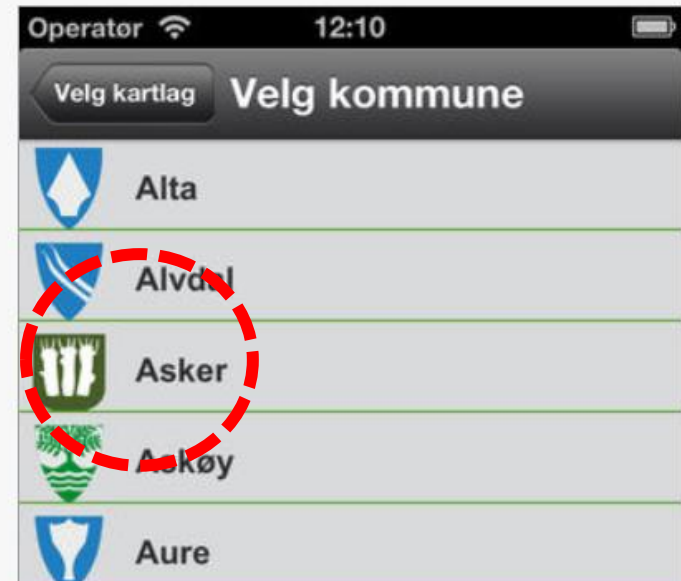 Operatør 12:10
Velg kartlag Velg kommune
Alta
Alvdal
Asker
Askøy
Aure